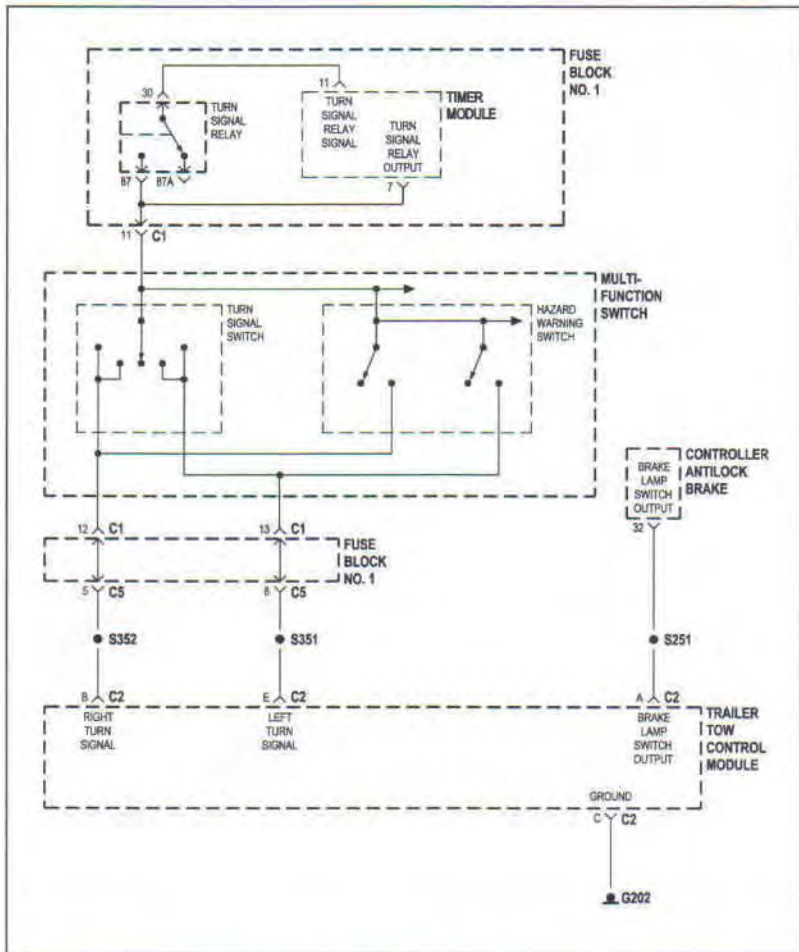 FUSE
BLOCK
NO. 1
30
11
TURN
SIGNAL
RELAY
TURN
SIGNAL
RELAY
SIGNAL
TURN
SIGNAL
RELAY
OUTPUT
TIMER
MODULE
87
87A
7
11
C1
MULTI-
FUNCTION
SWITCH
TURN
SIGNAL
SWITCH
HAZARD
WARNING
SWITCH
BRAKE
LAMP
SWITCH
OUTPUT
CONTROLLER
ANTILOCK
BRAKE
32
12
C1
13
C1
FUSE
BLOCK
NO. 1
5
C5
C5
S352
S351
S251
B
C2
E
C2
A
C2
RIGHT
TURN
SIGNAL
LEFT
TURN
SIGNAL
BRAKE
LAMP
SWITCH
OUTPUT
TRAILER
TOW
CONTROL
MODULE
GROUND
C
C2
G202